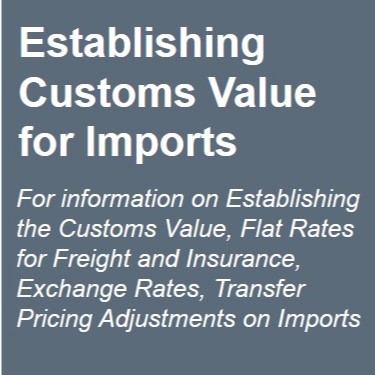 Establishing
Customs Value
for Imports
For information on Establishing
the Customs Value, Flat Rates
for Freight and Insurance,
Exchange Rates, Transfer
Pricing Adjustments on Imports